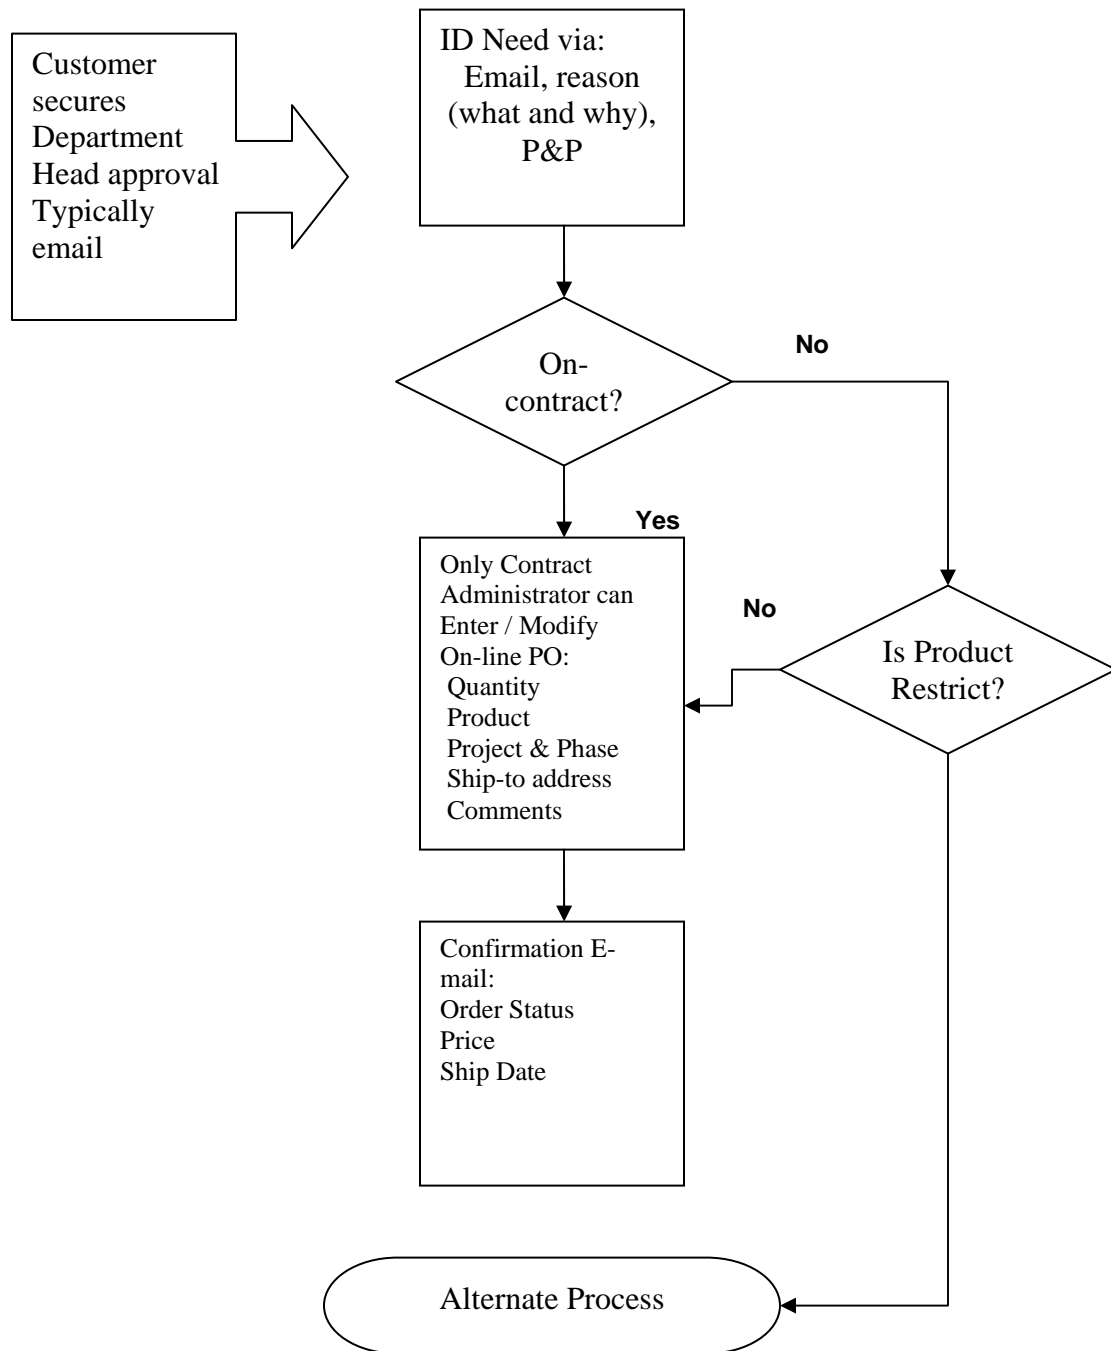 Customer
secures
Department
Head approval
Typically
email
ID Need via:
Email, reason
(what and why),
P&P
On-
contract?
No
Yes
Only Contract
Administrator can
Enter / Modify
On-line PO:
Quantity
Product
Project & Phase
Ship-to address
Comments
No
Is Product
Restrict?
Confirmation E-
mail:
Order Status
Price
Ship Date
Alternate Process